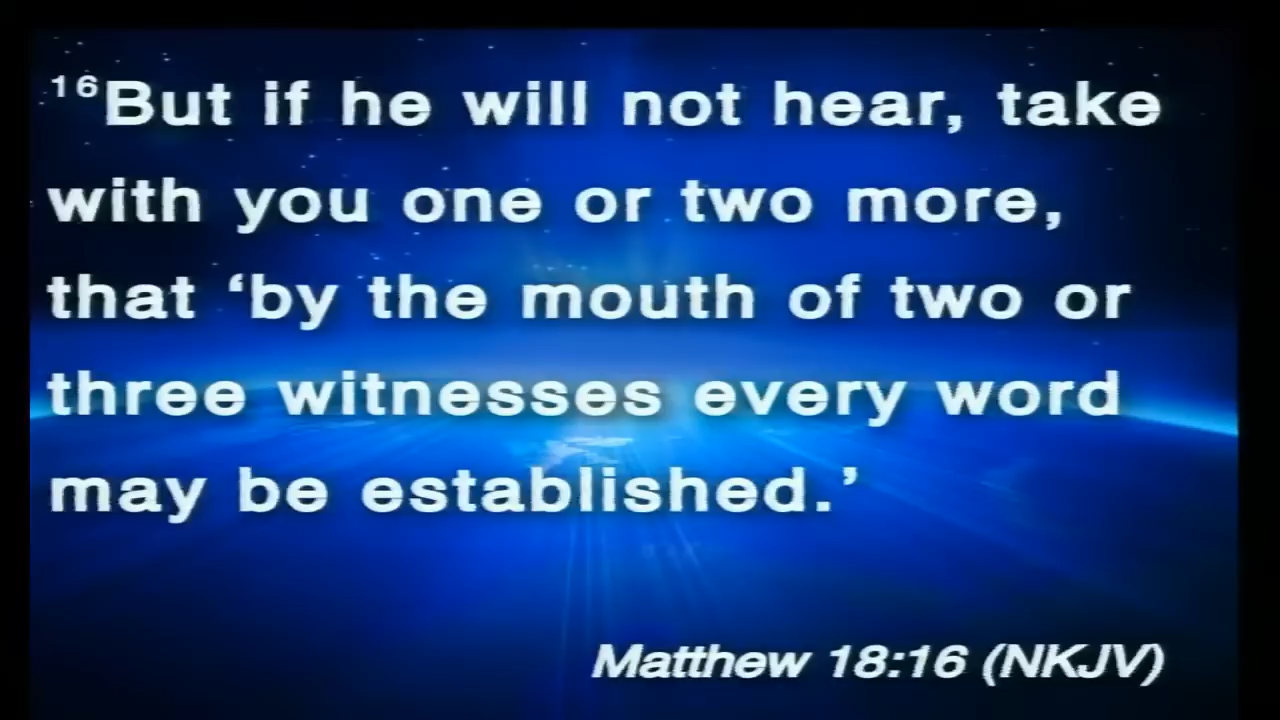 ¹⁶But if he will not hear, take
with you one or two more,
that ‘by the mouth of two or
three witnesses every word
may be established.’
Matthew 18:16 (NKJV)